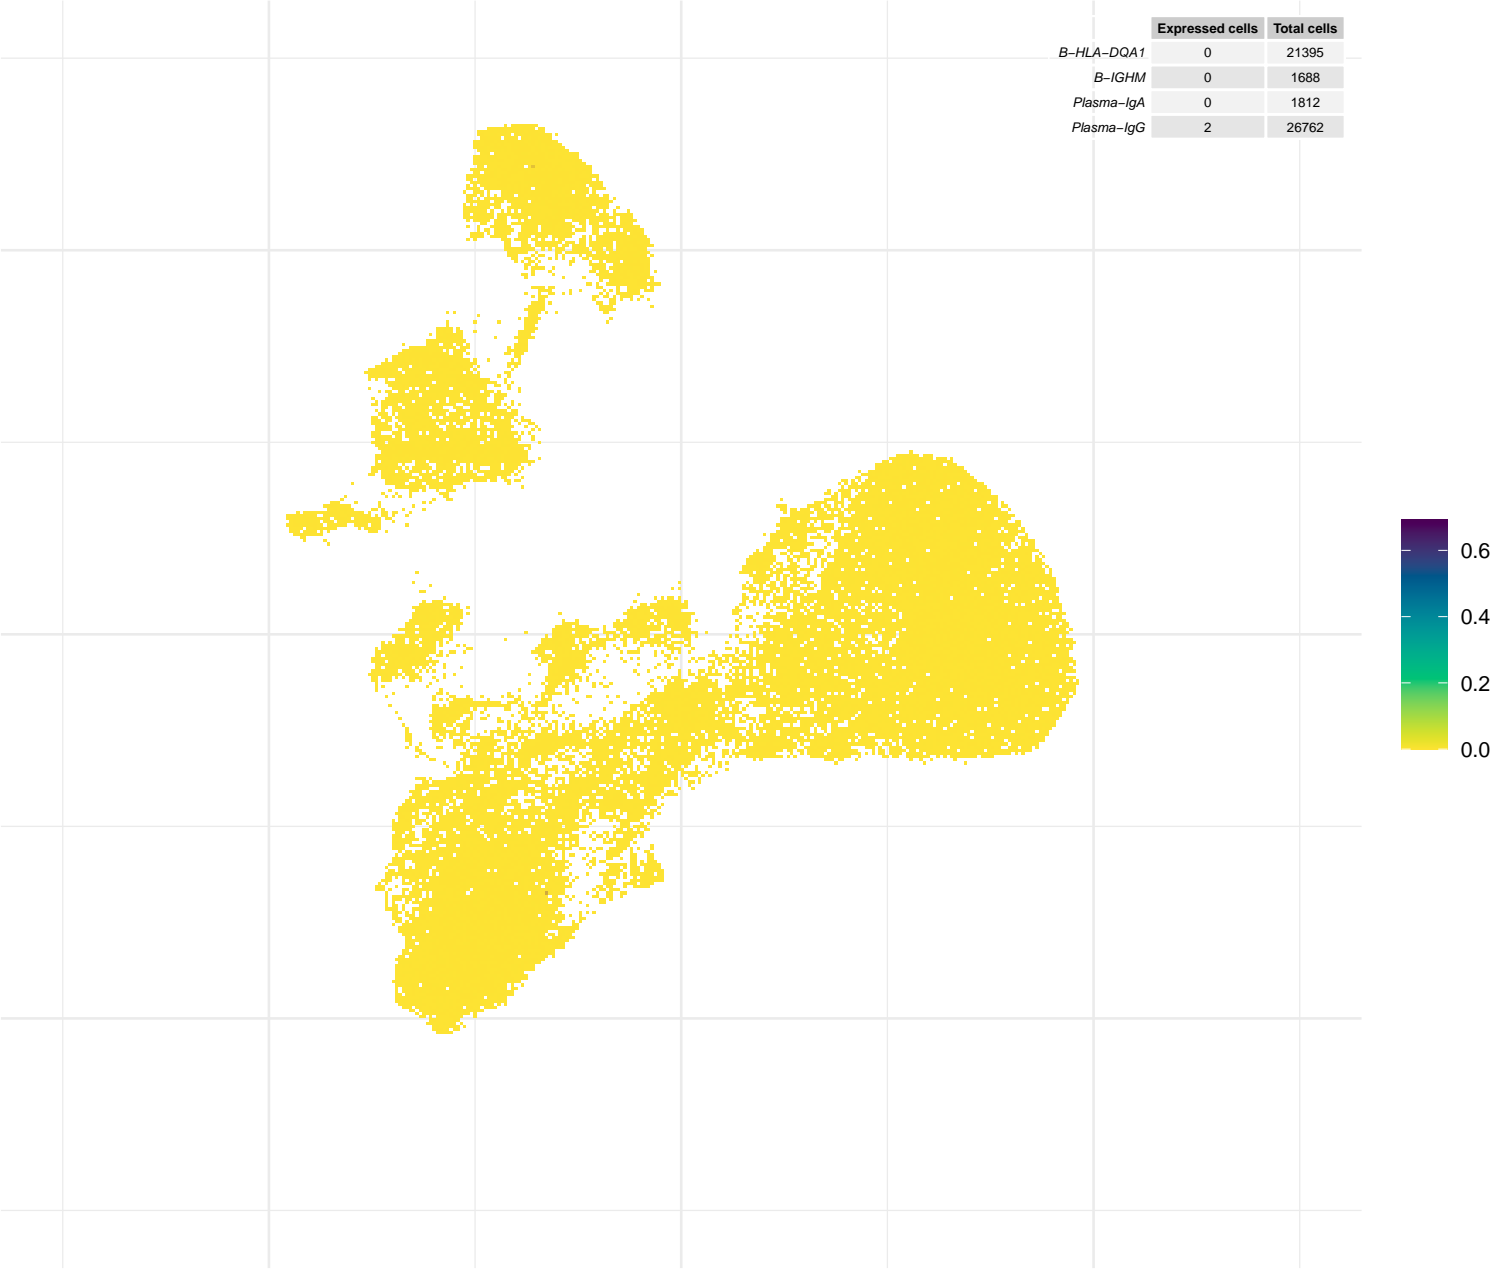 Expressed cells Total cells
B−HLA−DQA1 0 21395
B−IGHM 0 1688
Plasma−IgA 0 1812
Plasma−IgG 2 26762
0.6
0.4
0.2
0.0